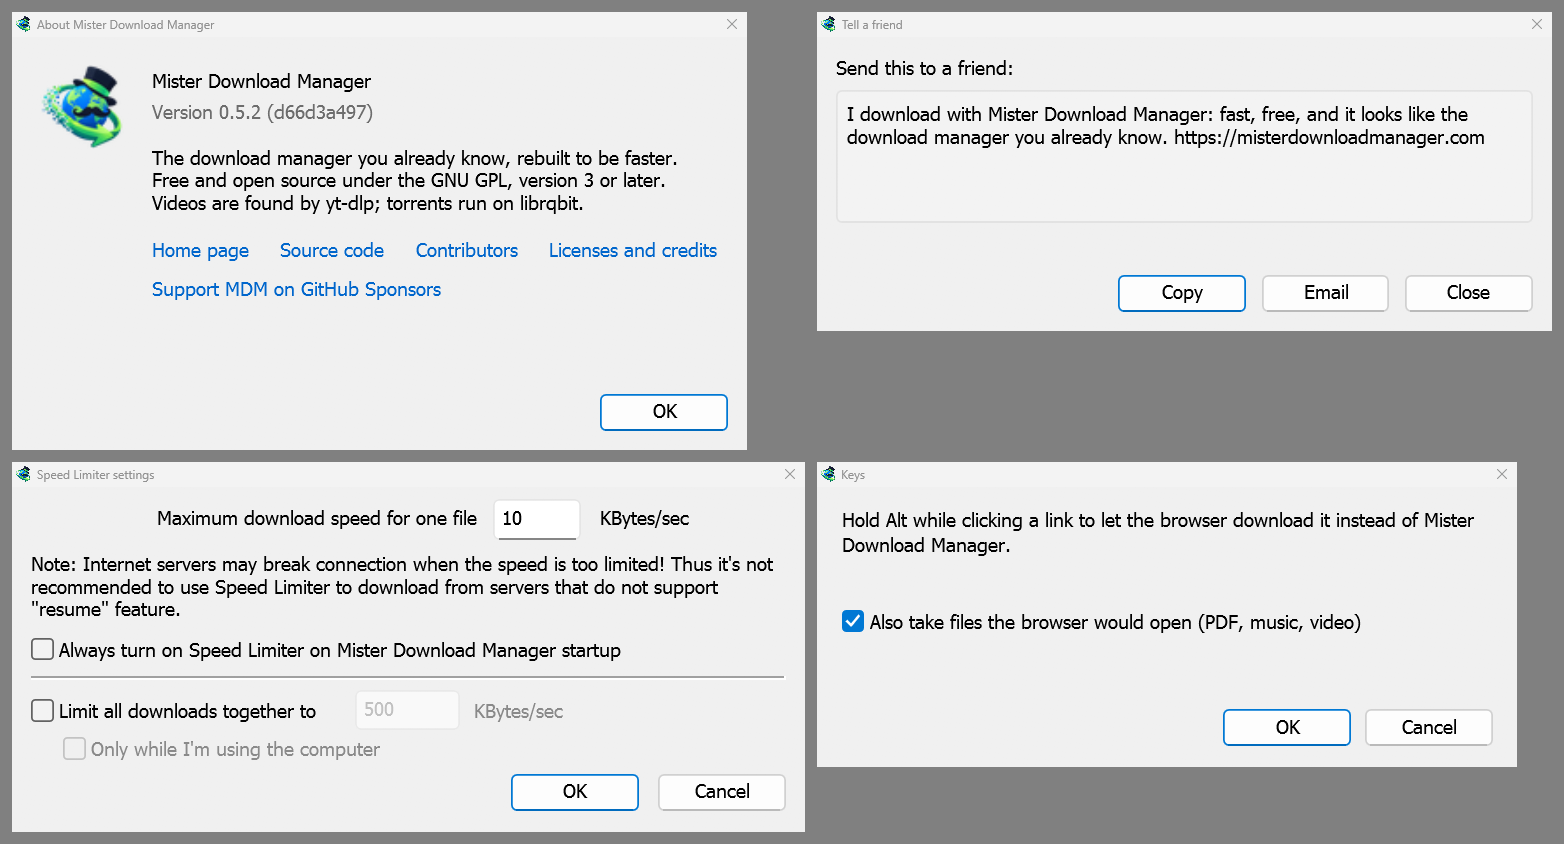 About Mister Download Manager
Mister Download Manager
Version 0.5.2 (d66d3a497)
The download manager you already know, rebuilt to be faster.
Free and open source under the GNU GPL, version 3 or later.
Videos are found by yt-dlp; torrents run on librqbit.
Home page Source code Contributors Licenses and credits
Support MDM on GitHub Sponsors
OK
Tell a friend
Send this to a friend:
I download with Mister Download Manager: fast, free, and it looks like the
download manager you already know. https://misterdownloadmanager.com
Copy Email Close
Speed Limiter settings
Maximum download speed for one file 10 KBytes/sec
Note: Internet servers may break connection when the speed is too limited! Thus it's not
recommended to use Speed Limiter to download from servers that do not support
"resume" feature.
Always turn on Speed Limiter on Mister Download Manager startup
Limit all downloads together to 500 KBytes/sec
Only while I'm using the computer
OK Cancel
Keys
Hold Alt while clicking a link to let the browser download it instead of Mister
Download Manager.
Also take files the browser would open (PDF, music, video)
OK Cancel